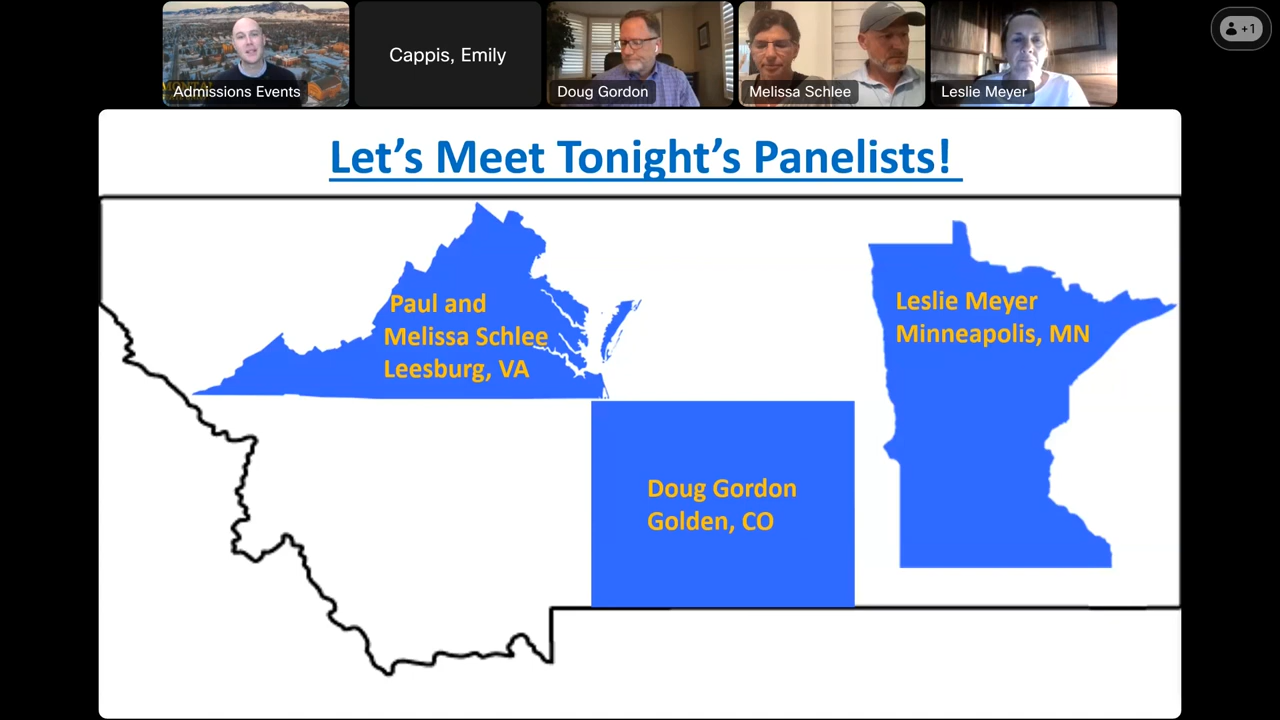 Admissions Events
Cappis, Emily
Doug Gordon
Melissa Schlee
Leslie Meyer
+1
Let's Meet Tonight's Panelists!
Paul and
Melissa Schlee
Leesburg, VA
Leslie Meyer
Minneapolis, MN
Doug Gordon
Golden, CO